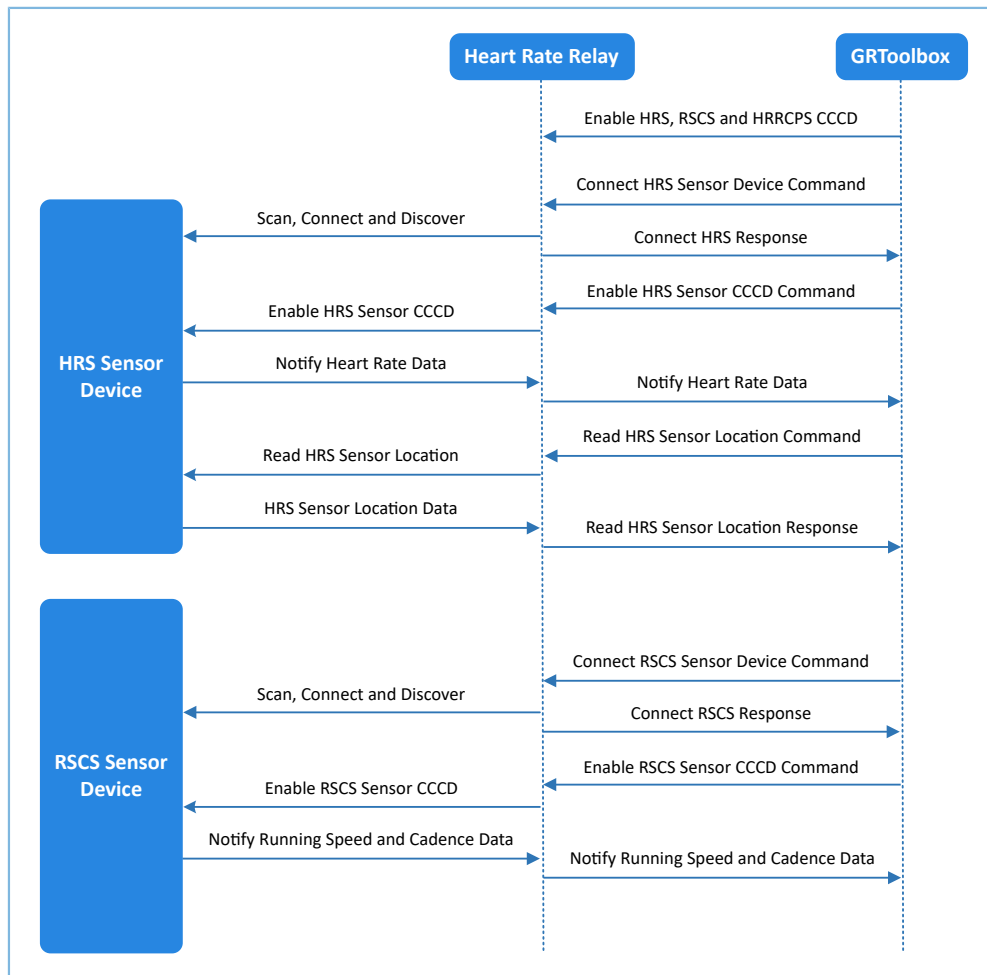 Heart Rate Relay
GRToolbox
Enable HRS, RSCS and HRRCPS CCCD
Connect HRS Sensor Device Command
Scan, Connect and Discover
Connect HRS Response
Enable HRS Sensor CCCD Command
Enable HRS Sensor CCCD
HRS Sensor
Device
Notify Heart Rate Data
Notify Heart Rate Data
Read HRS Sensor Location Command
Read HRS Sensor Location
HRS Sensor Location Data
Read HRS Sensor Location Response
Connect RSCS Sensor Device Command
Scan, Connect and Discover
Connect RSCS Response
RSCS Sensor
Device
Enable RSCS Sensor CCCD Command
Enable RSCS Sensor CCCD
Notify Running Speed and Cadence Data
Notify Running Speed and Cadence Data